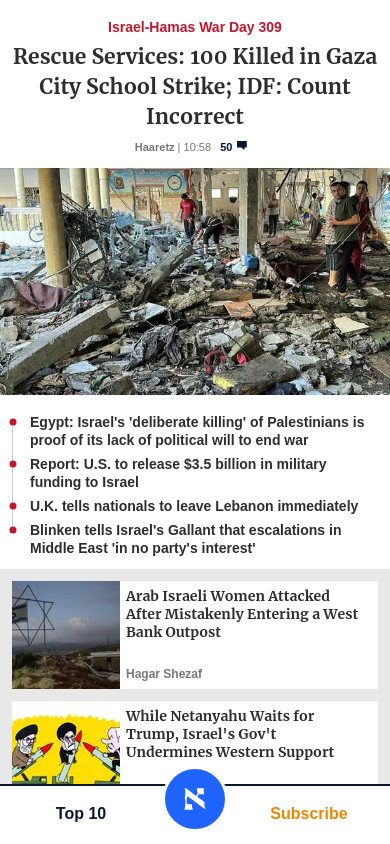 Israel-Hamas War Day 309
Rescue Services: 100 Killed in Gaza
City School Strike; IDF: Count
Incorrect
Haaretz | 10:58 50
Egypt: Israel's 'deliberate killing' of Palestinians is
proof of its lack of political will to end war
Report: U.S. to release $3.5 billion in military
funding to Israel
U.K. tells nationals to leave Lebanon immediately
Blinken tells Israel's Gallant that escalations in
Middle East 'in no party's interest'
Arab Israeli Women Attacked
After Mistakenly Entering a West
Bank Outpost
Hagar Shezaf
While Netanyahu Waits for
Trump, Israel's Gov't
Undermines Western Support
Top 10
Subscribe